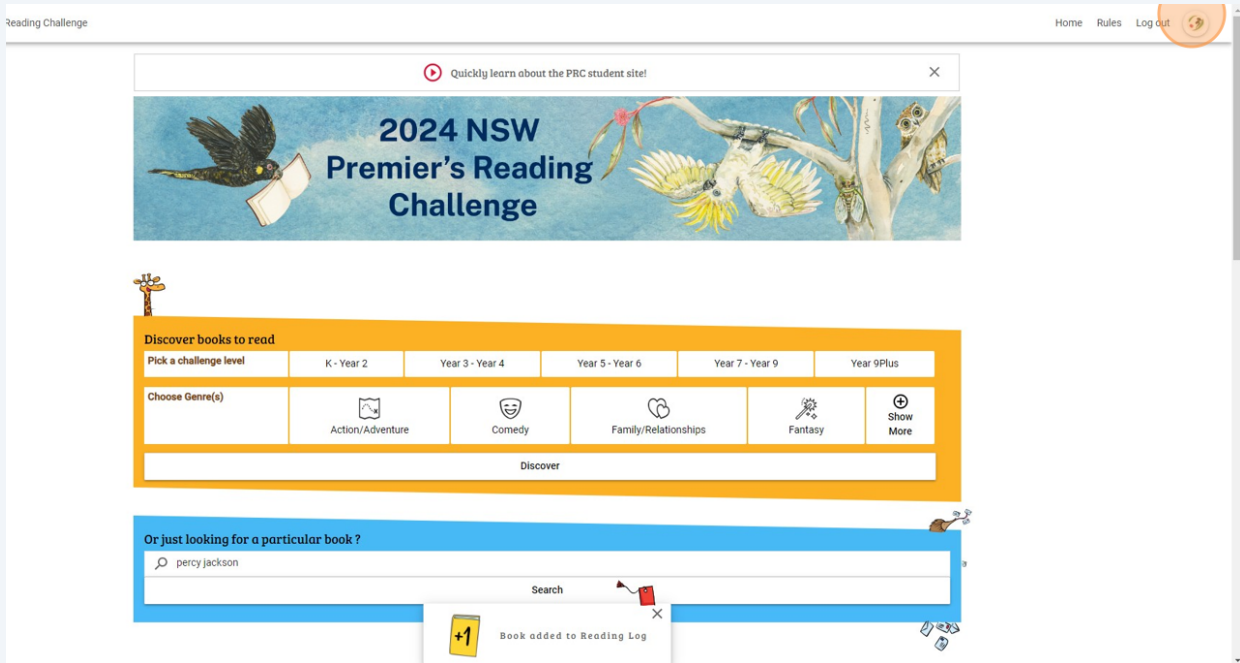 Reading Challenge
Home Rules Log out
Quickly learn about the PRC student site!
2024 NSW
Premier's Reading
Challenge
Discover books to read
Pick a challenge level K - Year 2 Year 3 - Year 4 Year 5 - Year 6 Year 7 - Year 9 Year 9Plus
Choose Genre(s)
Action/Adventure Comedy Family/Relationships Fantasy Show More
Discover
Or just looking for a particular book ?
percy jackson
Search
+1 Book added to Reading Log